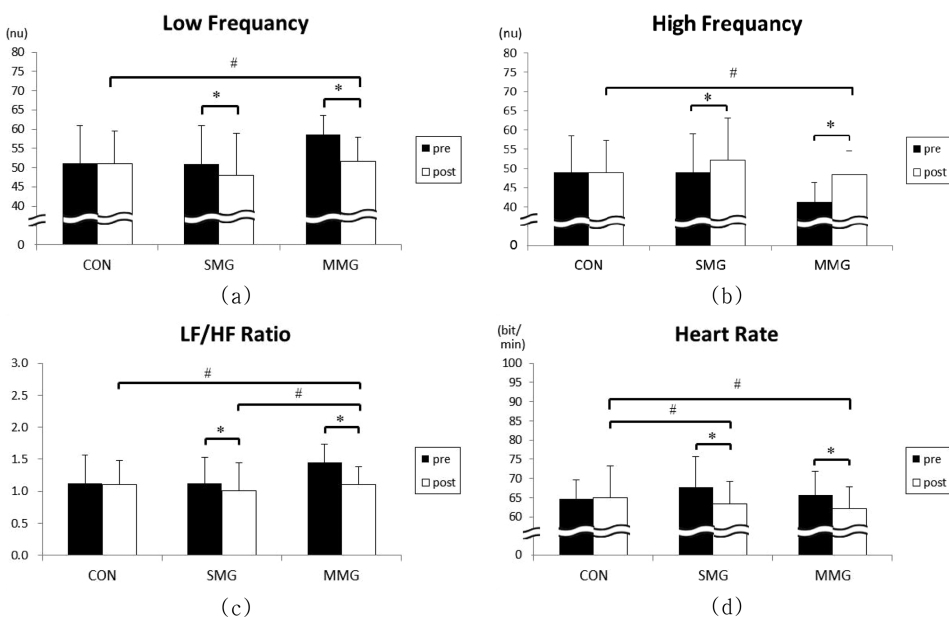 Low Frequancy
(nu)
80
75
70
65
60
55
50
45
40
0
#
*
*
pre
post
CON SMG MMG
(a)
High Frequancy
(nu)
80
75
70
65
60
55
50
45
40
0
#
*
*
pre
post
CON SMG MMG
(b)
LF/HF Ratio
3.0
2.5
2.0
1.5
1.0
0.5
0.0
#
#
*
*
pre
post
CON SMG MMG
(c)
Heart Rate
(bit/
min)
100
95
90
85
80
75
70
65
60
0
#
#
*
*
pre
post
CON SMG MMG
(d)